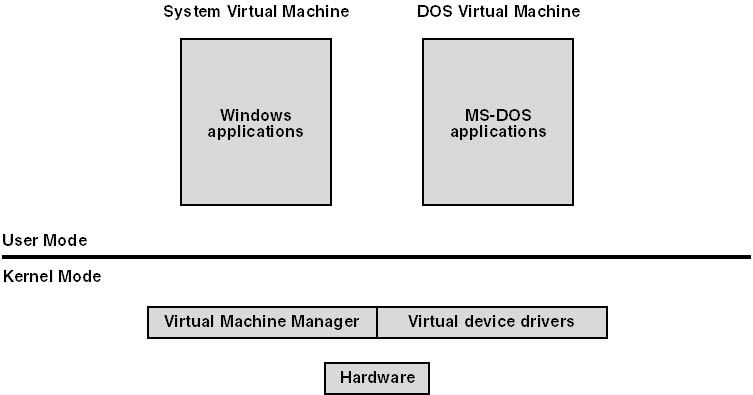 System Virtual Machine
DOS Virtual Machine
Windows
applications
MS-DOS
applications
User Mode
Kernel Mode
Virtual Machine Manager
Virtual device drivers
Hardware